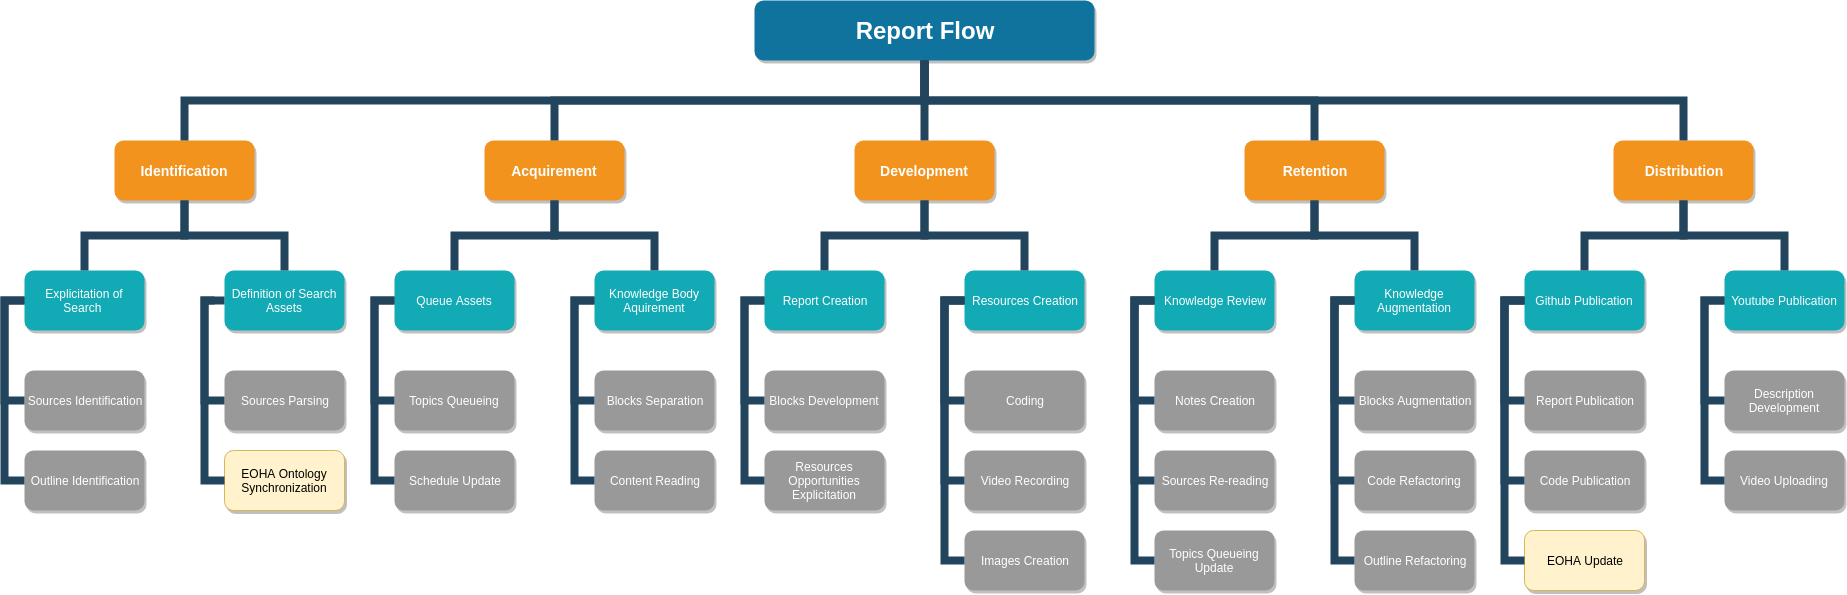 Report Flow
Identification
Acquirement
Development
Retention
Distribution
Explicitation of
Search
Definition of Search
Assets
Queue Assets
Knowledge Body
Aquirement
Report Creation
Resources Creation
Knowledge Review
Knowledge
Augmentation
Github Publication
Youtube Publication
Sources Identification
Sources Parsing
Topics Queueing
Blocks Separation
Blocks Development
Coding
Notes Creation
Blocks Augmentation
Report Publication
Description
Development
Outline Identification
EOHA Ontology
Synchronization
Schedule Update
Content Reading
Resources
Opportunities
Explicitation
Video Recording
Sources Re-reading
Code Refactoring
Code Publication
Video Uploading
Images Creation
Topics Queueing
Update
Outline Refactoring
EOHA Update